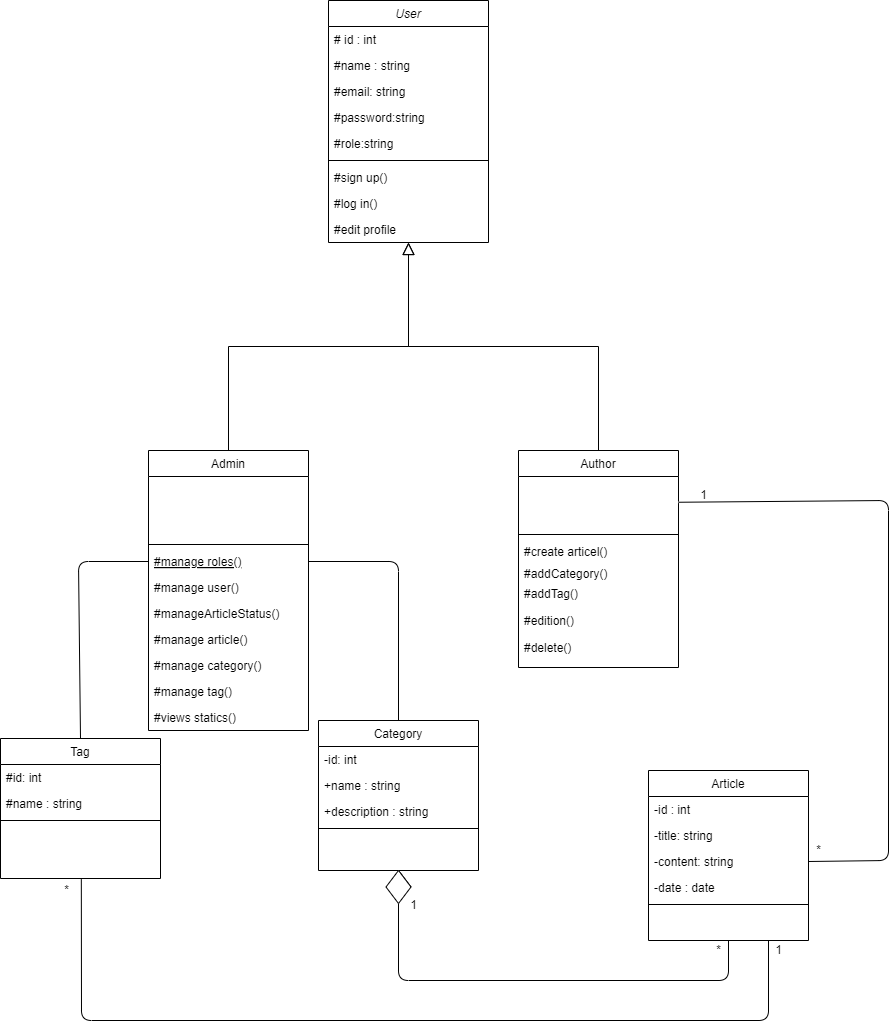 User
# id : int
#name : string
#email: string
#password:string
#role:string
#sign up()
#log in()
#edit profile
Admin
#manage roles()
#manage user()
#manageArticleStatus()
#manage article()
#manage category()
#manage tag()
#views statics()
Author
#create articel()
#addCategory()
#addTag()
#edition()
#delete()
1
Tag
#id: int
#name : string
*
Category
-id: int
+name : string
+description : string
1
Article
-id : int
-title: string
-content: string
-date : date
*
*
1